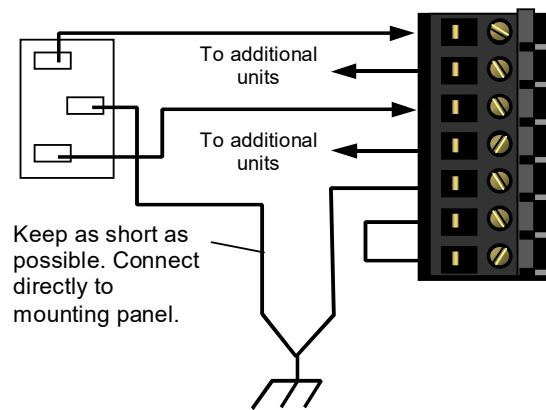 To additional
units
To additional
units
Keep as short as
possible. Connect
directly to
mounting panel.